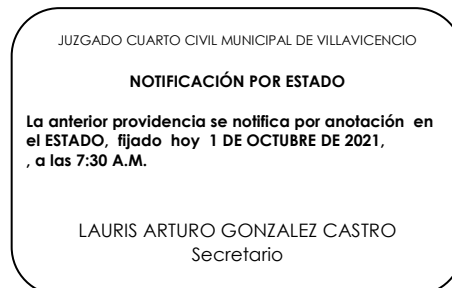 JUZGADO CUARTO CIVIL MUNICIPAL DE VILLAVICENCIO
NOTIFICACIÓN POR ESTADO
La anterior providencia se notifica por anotación en
el ESTADO, fijado hoy 1 DE OCTUBRE DE 2021,
, a las 7:30 A.M.
LAURIS ARTURO GONZALEZ CASTRO
Secretario